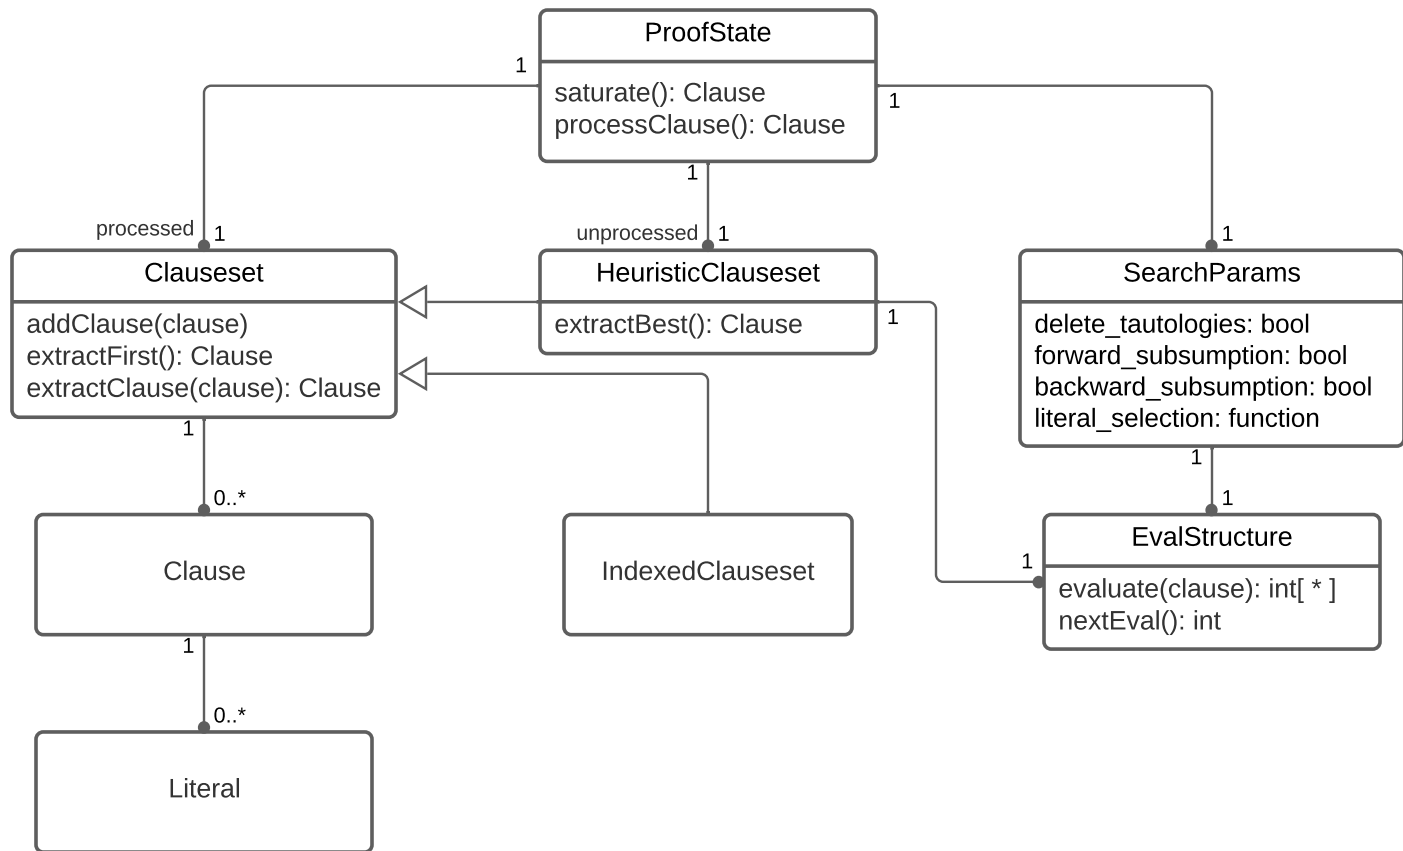 ProofState
saturate(): Clause
processClause(): Clause
1
1
1
processed
1
unprocessed
1
1
Clauseset
addClause(clause)
extractFirst(): Clause
extractClause(clause): Clause
HeuristicClauseset
extractBest(): Clause
1
SearchParams
delete_tautologies: bool
forward_subsumption: bool
backward_subsumption: bool
literal_selection: function
1
0..*
1
1
Clause
IndexedClauseset
1
EvalStructure
evaluate(clause): int[ * ]
nextEval(): int
1
0..*
Literal